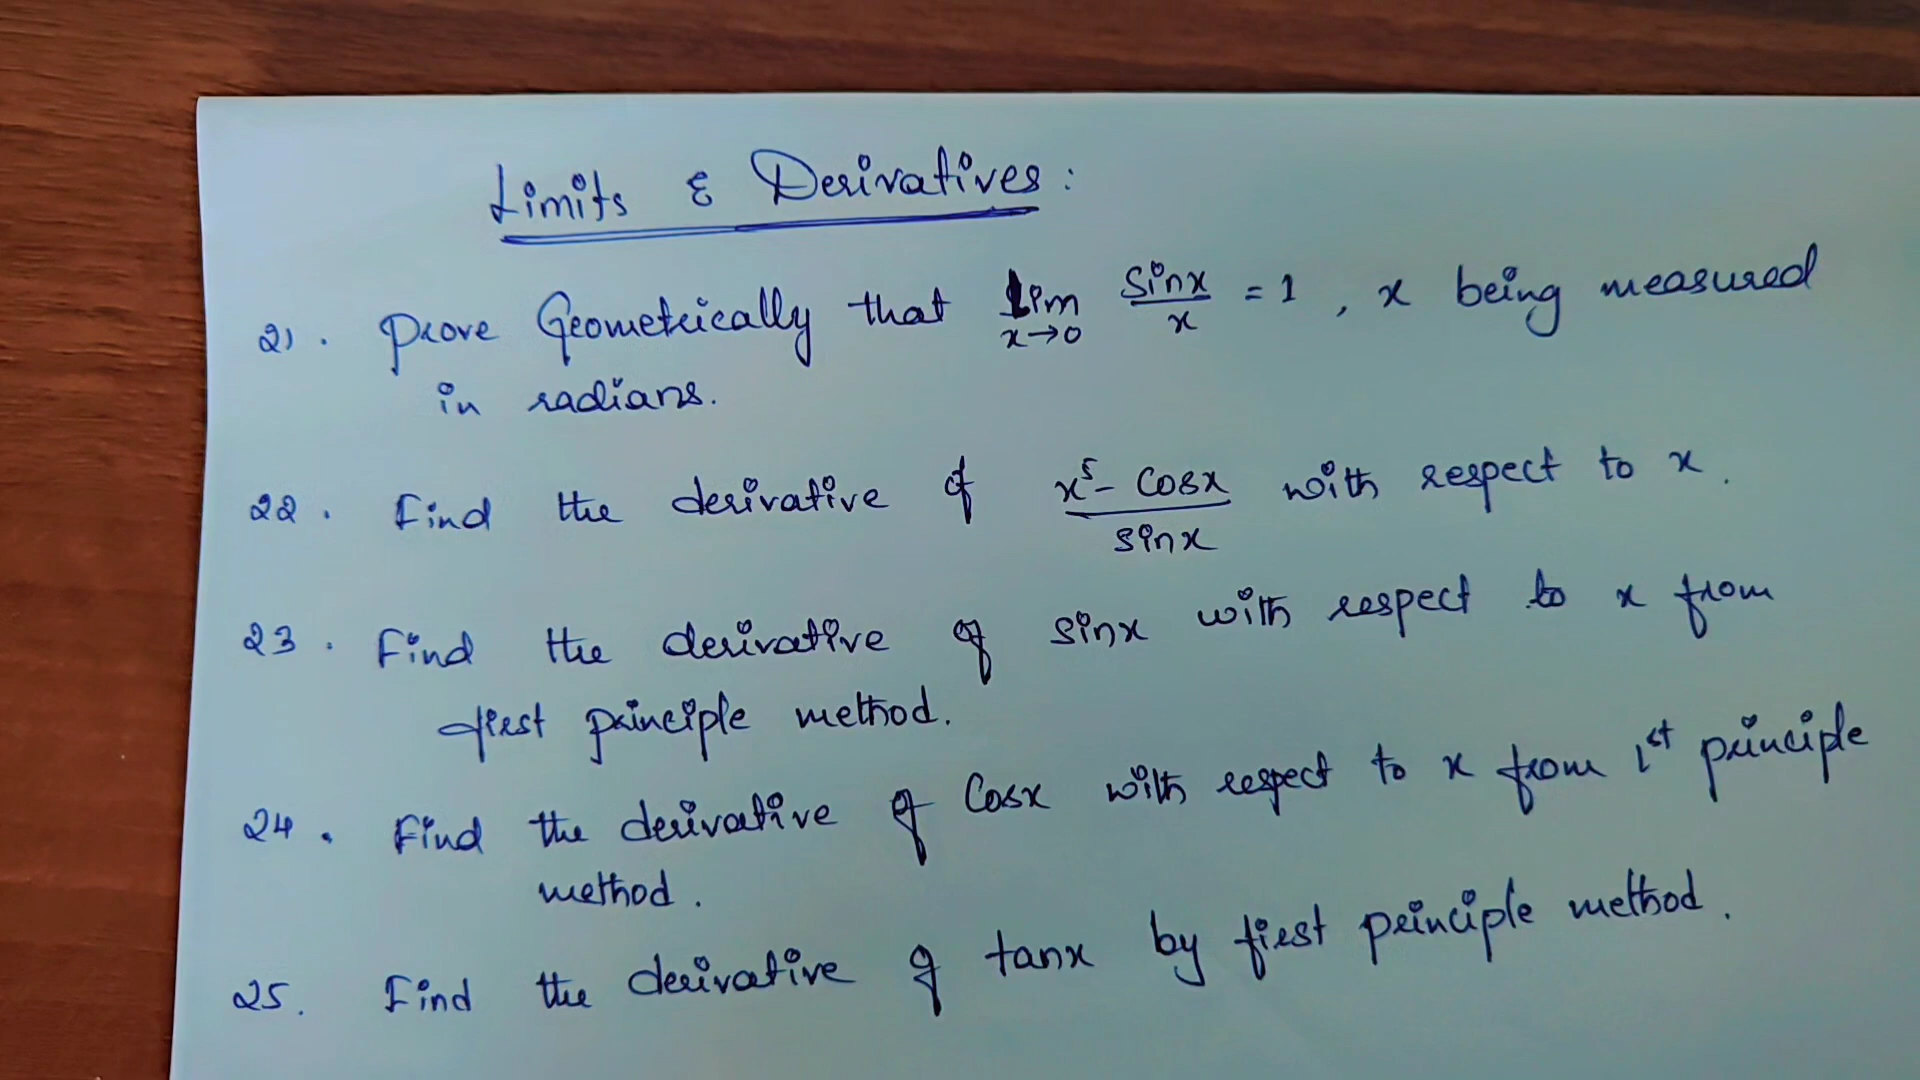 Limits & Derivatives:
21. Prove Geometrically that lim x→0 sinx/x = 1, x being measured
in radians.
22. Find the derivative of x⁵ - cosx / sinx with respect to x.
23. Find the derivative of sinx with respect to x from
first principle method.
24. Find the derivative of Cosx with respect to x from 1st principle
method.
25. Find the derivative of tanx by first principle method.